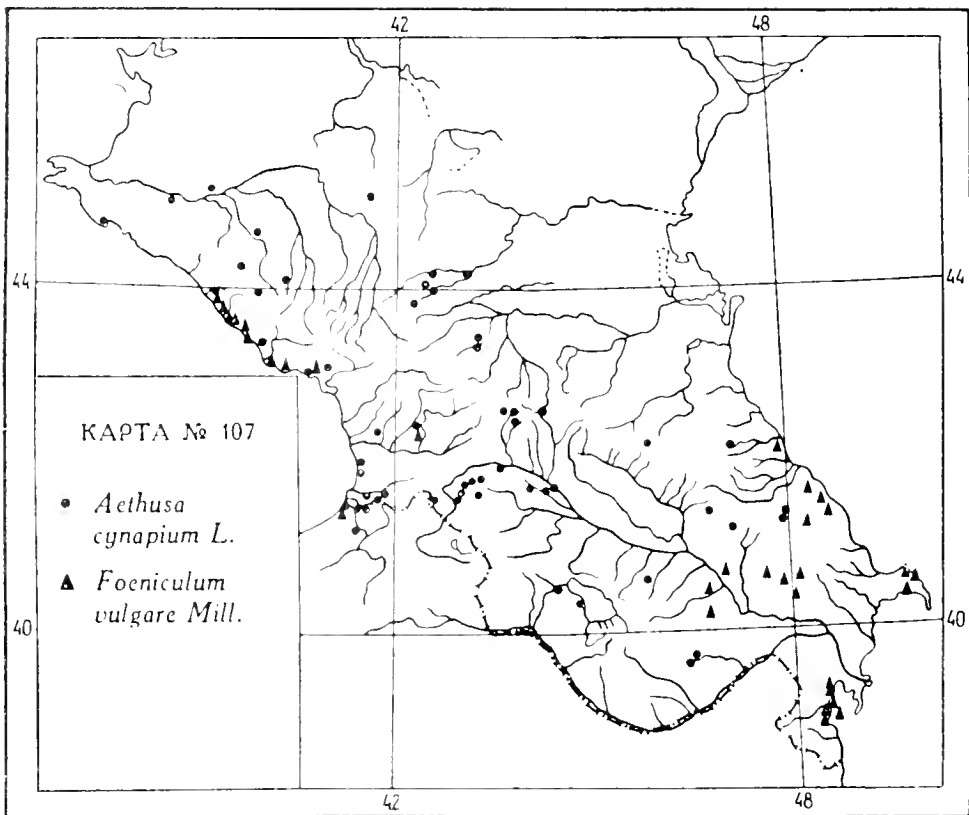 42 48
44 44
КАРТА № 107
Aethusa
cynapium L.
Foeniculum
vulgare Mill.
40 40
42 48